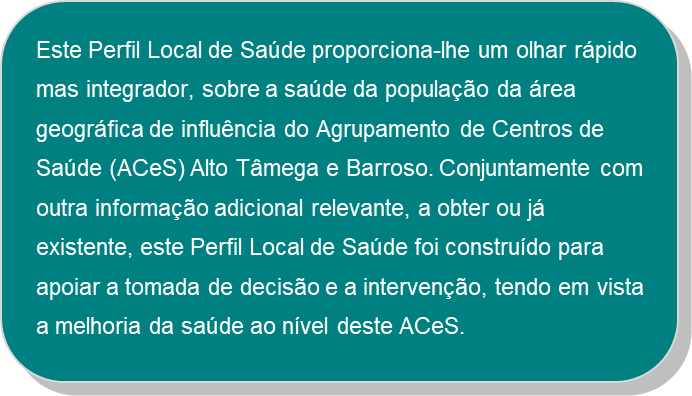 Este Perfil Local de Saúde proporciona-lhe um olhar rápido
mas integrador, sobre a saúde da população da área
geográfica de influência do Agrupamento de Centros de
Saúde (ACeS) Alto Tâmega e Barroso. Conjuntamente com
outra informação adicional relevante, a obter ou já
existente, este Perfil Local de Saúde foi construído para
apoiar a tomada de decisão e a intervenção, tendo em vista
a melhoria da saúde ao nível deste ACeS.